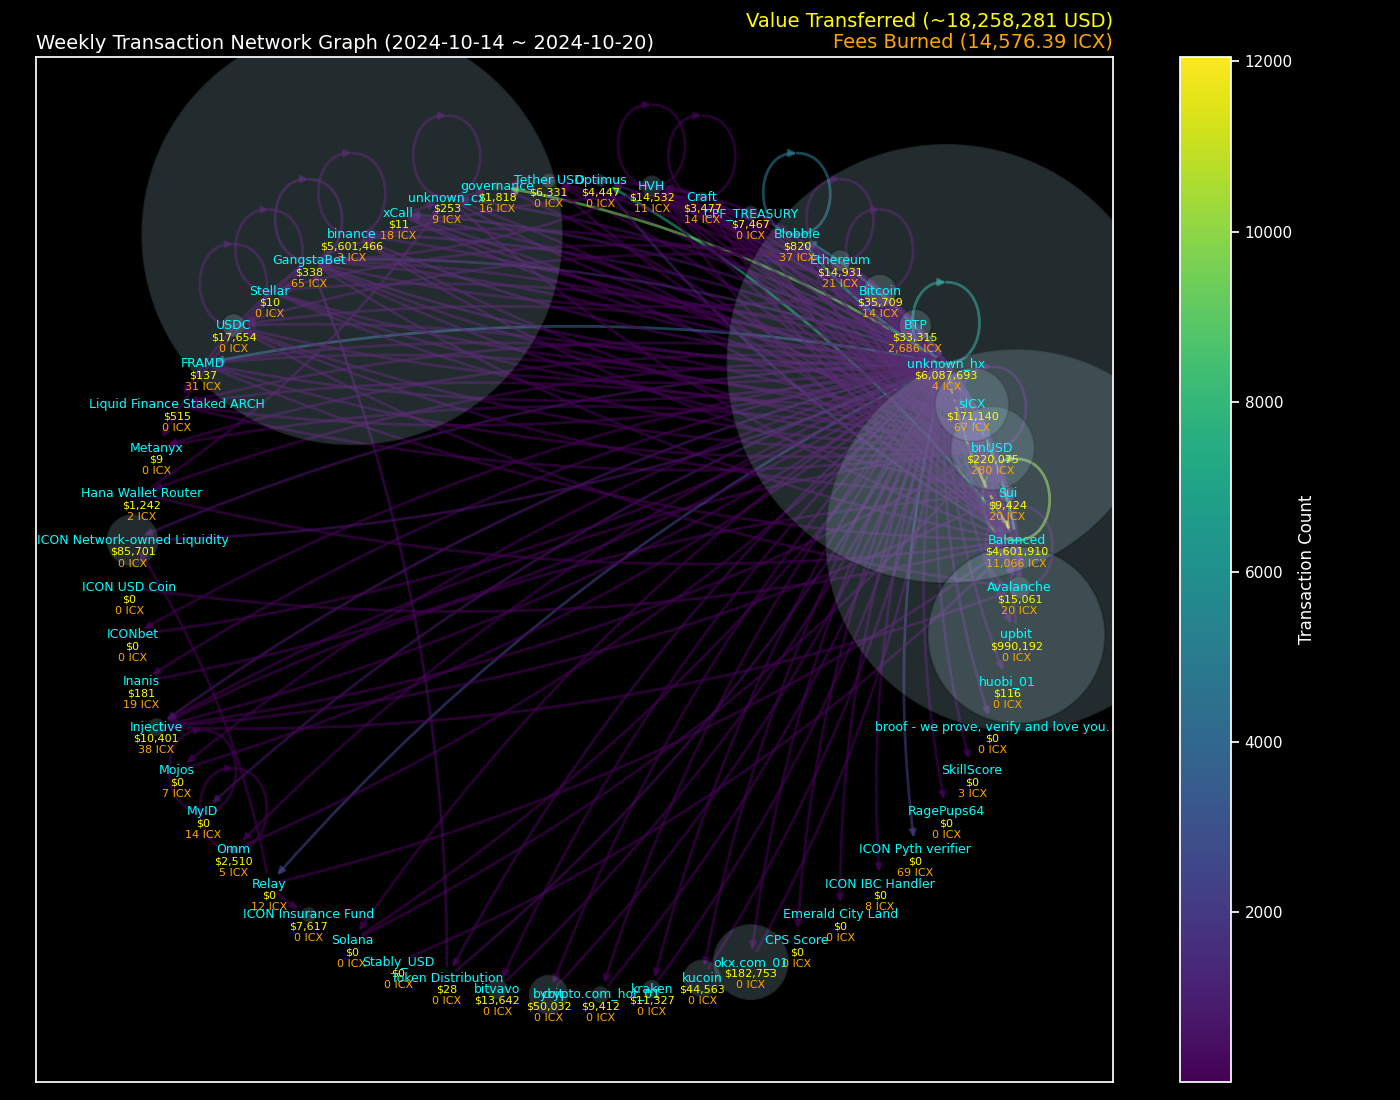 Value Transferred (~18,258,281 USD)
Weekly Transaction Network Graph (2024-10-14 ~ 2024-10-20)
Fees Burned (14,576.39 ICX)
governance
$1,818
16 ICX
Tether USD
$6,331
0 ICX
Optimus
$4,447
0 ICX
HVH
$14,532
11 ICX
Craft
$3,477
14 ICX
_TREASURY
$7,467
0 ICX
Blobble
$820
37 ICX
Ethereum
$14,931
21 ICX
Bitcoin
$35,709
14 ICX
BTP
$33,315
2,686 ICX
unknown_hx
$6,087,693
4 ICX
sICX
$171,140
67 ICX
bnUSD
$220,075
280 ICX
Sui
$9,424
20 ICX
Balanced
$4,601,910
11,066 ICX
Avalanche
$15,061
20 ICX
upbit
$990,192
0 ICX
huobi_01
$116
0 ICX
broof - we prove, verify and love you.
$0
0 ICX
SkillScore
$0
3 ICX
RagePups64
$0
0 ICX
ICON Pyth verifier
$0
69 ICX
ICON IBC Handler
$0
8 ICX
Emerald City Land
$0
0 ICX
CPS Score
$0
0 ICX
okx.com_01
$182,753
0 ICX
kucoin
$44,563
0 ICX
kraken
$11,327
0 ICX
crypto.com_hot_01
$9,412
0 ICX
$50,032
0 ICX
bitvavo
$13,642
0 ICX
Token Distribution
$28
0 ICX
Stably_USD
$0
0 ICX
Solana
$0
0 ICX
ICON Insurance Fund
$7,617
0 ICX
Relay
$0
12 ICX
Omm
$2,510
5 ICX
MyID
$0
14 ICX
Mojos
$0
7 ICX
Injective
$10,401
38 ICX
Inanis
$181
19 ICX
ICONbet
$0
0 ICX
ICON USD Coin
$0
0 ICX
ICON Network-owned Liquidity
$85,701
0 ICX
Hana Wallet Router
$1,242
2 ICX
Metanyx
$9
0 ICX
Liquid Finance Staked ARCH
$515
0 ICX
FRAMD
$137
31 ICX
USDC
$17,654
0 ICX
Stellar
$10
0 ICX
GangstaBet
$338
65 ICX
binance
$5,601,466
3 ICX
xCall
$11
18 ICX
unknown_cx
$253
9 ICX
12000
10000
8000
6000
4000
2000
Transaction Count